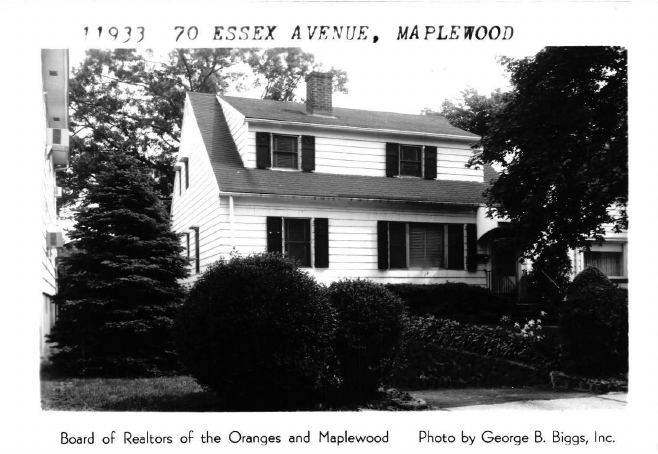 11933 70 ESSEX AVENUE, MAPLEWOOD
Board of Realtors of the Oranges and Maplewood Photo by George B. Biggs, Inc.